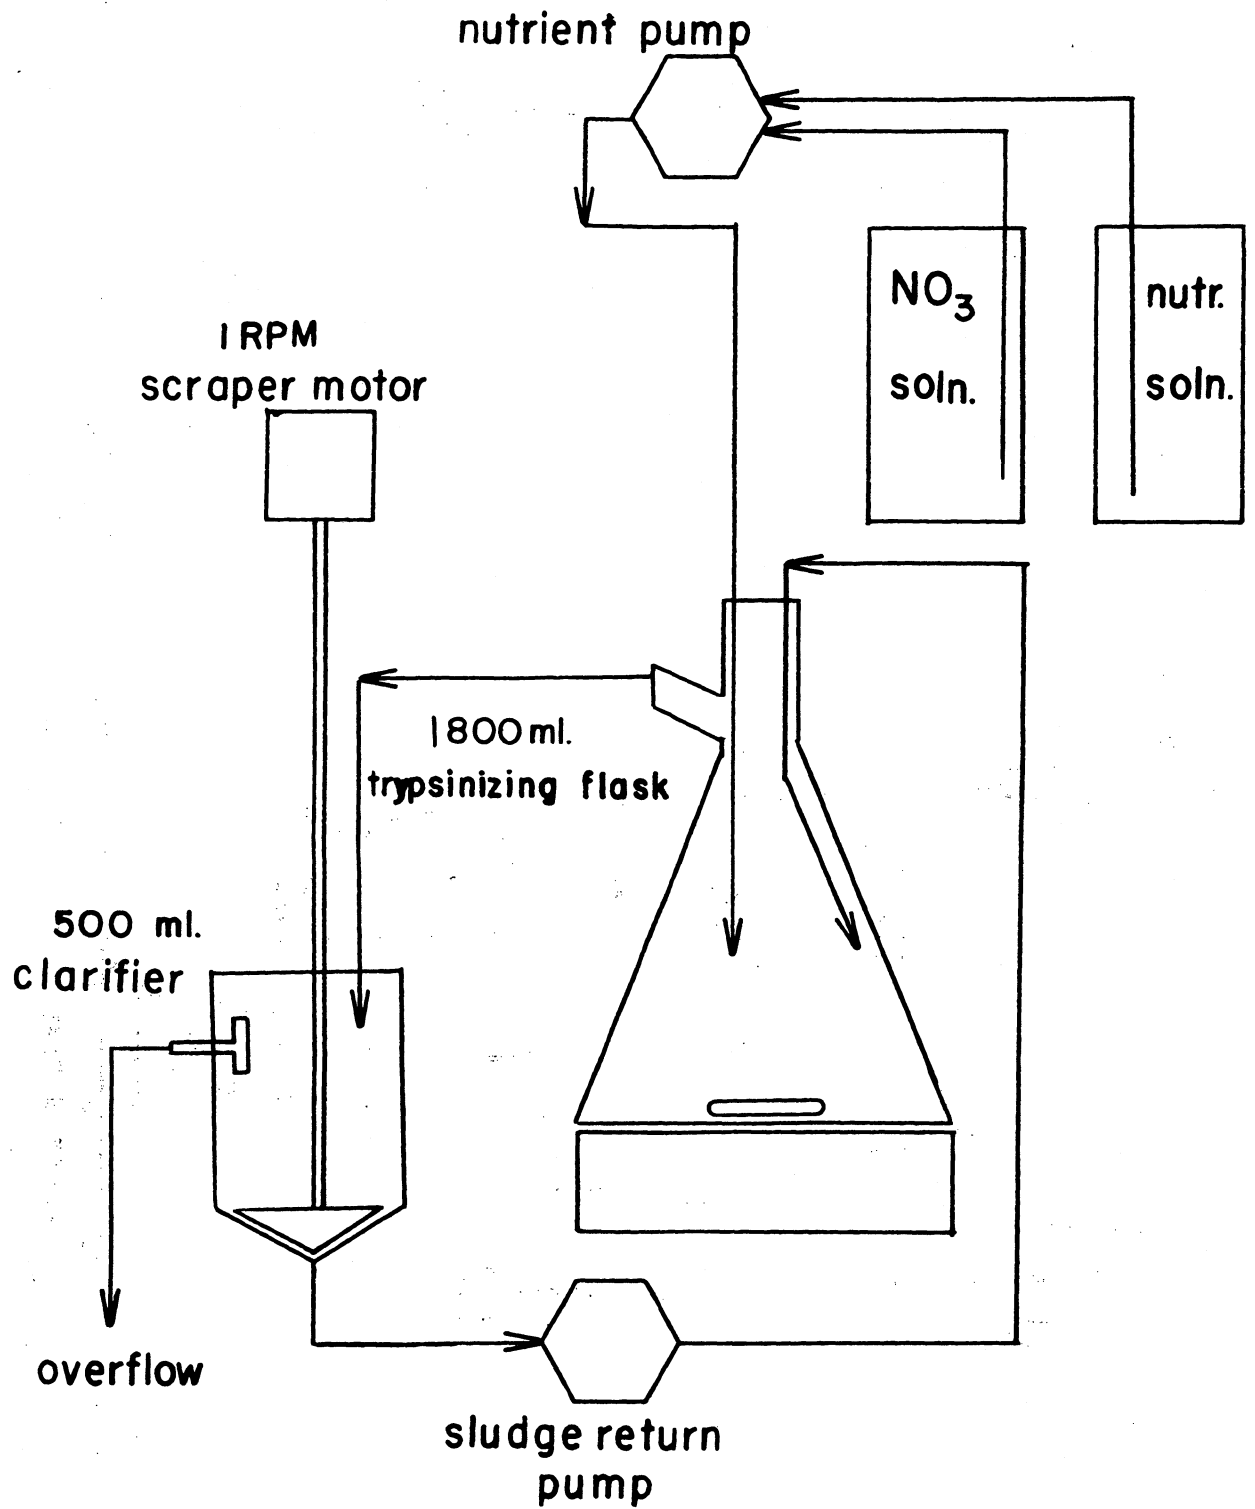 nutrient pump
NO3
soln.
nutr.
soln.
1 RPM
scraper motor
1800 ml.
trypsinizing flask
500 ml.
clarifier
overflow
sludge return
pump